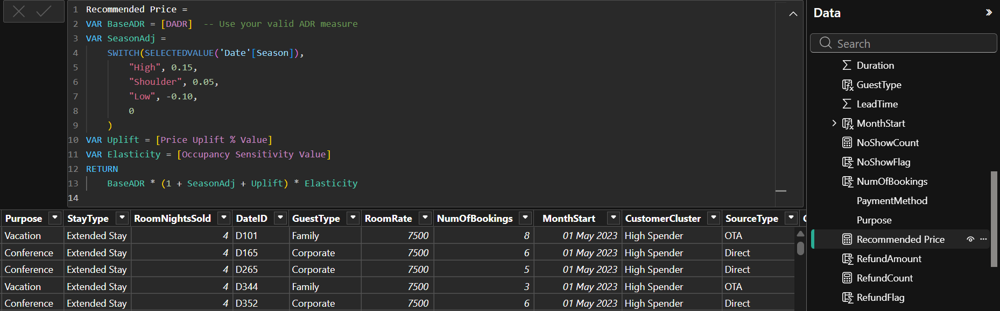 1 Recommended Price =
2 VAR BaseADR = [DADR]  -- Use your valid ADR measure
3 VAR SeasonAdj =
4     SWITCH(SELECTEDVALUE('Date'[Season]),
5         "High", 0.15,
6         "Shoulder", 0.05,
7         "Low", -0.10,
8         0
9     )
10 VAR Uplift = [Price Uplift % Value]
11 VAR Elasticity = [Occupancy Sensitivity Value]
12 RETURN
13     BaseADR * (1 + SeasonAdj + Uplift) * Elasticity
14
Purpose StayType RoomNightsSold DateID GuestType RoomRate NumOfBookings MonthStart CustomerCluster SourceType
Vacation Extended Stay 4 D101 Family 7500 8 01 May 2023 High Spender OTA
Conference Extended Stay 4 D165 Corporate 7500 6 01 May 2023 High Spender Direct
Conference Extended Stay 4 D265 Corporate 7500 5 01 May 2023 High Spender Direct
Vacation Extended Stay 4 D344 Family 7500 3 01 May 2023 High Spender OTA
Conference Extended Stay 4 D352 Corporate 7500 6 01 May 2023 High Spender Direct
Data
Search
Duration
GuestType
LeadTime
MonthStart
NoShowCount
NoShowFlag
NumOfBookings
PaymentMethod
Purpose
Recommended Price
RefundAmount
RefundCount
RefundFlag